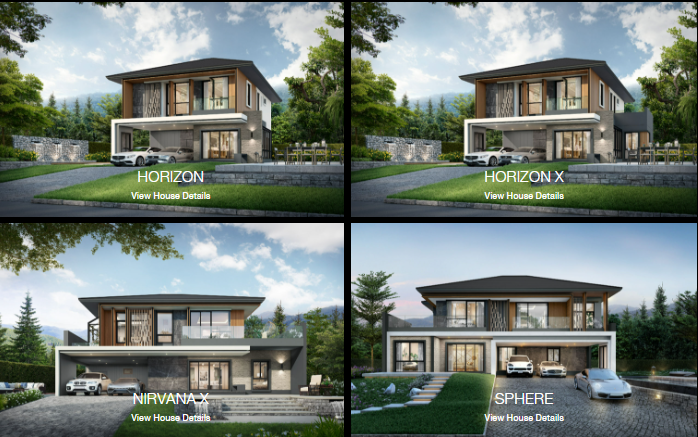 HORIZON
View House Details
HORIZON X
View House Details
NIRVANA X
View House Details
SPHERE
View House Details